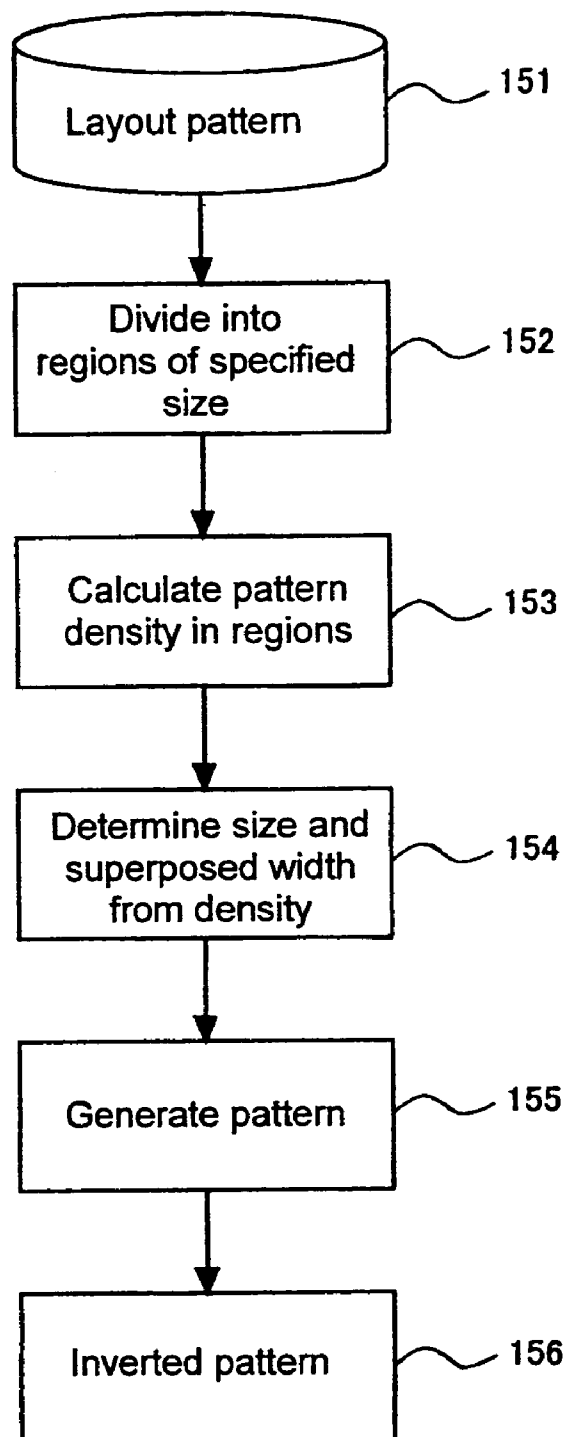 Layout pattern
151
Divide into
regions of specified
size
152
Calculate pattern
density in regions
153
Determine size and
superposed width
from density
154
Generate pattern
155
Inverted pattern
156